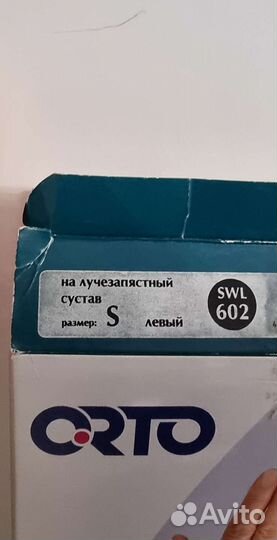 на лучезапястный
сустав
размер: S левый
SWL
602
ORTO
Avito